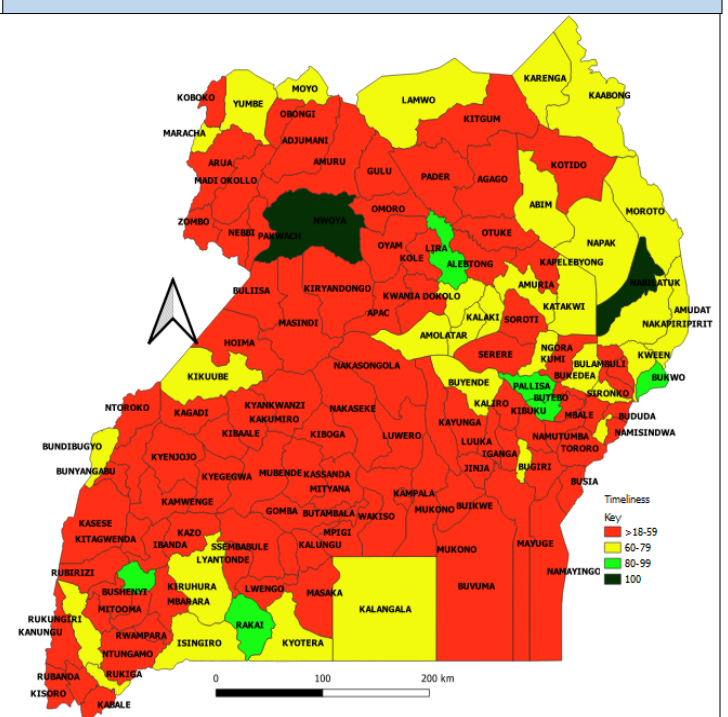 KARENGA
KAABONG
MOYO
KOBOKO
YUMBE
LAMWO
OBONGI
KITGUM
MARACHA
ADJUMANI
ARUA
AMURU
KOTIDO
GULU
PADER
AGAGO
MADI OKOLLO
ABIM
OMORO
MOROTO
ZOMBO
NWOYA
NEBBI
PAKWACH
OTUKE
OYAM
LIRA
NAPAK
KOLE
ALEBTONG
KAPELEBYONG
NABILATUK
BULIISA
KIRYANDONGO
AMURIA
KWANIA
DOKOLO
KATAKWI
AMUDAT
APAC
KALAKI
SOROTI
NAKAPIRIPIRIT
MASINDI
AMOLATAR
HOIMA
NGORA
SERERE
KUMI
KWEEN
BULAMBULI
NAKASONGOLA
BUKEDEA
BUKWO
KIKUUBE
BUYENDE
PALLISA
SIRONKO
BUTEBO
NTOROKO
KYANKWANZI
NAKASEKE
KALIRO
KIBUKU
KAGADI
MBALE
BUDUDA
KAKUMIRO
KAYUNGA
KIBAALE
KIBOGA
LUWERO
NAMUTUMBA
NAMISINDWA
LUUKA
BUNDIBUGYO
TORORO
IGANGA
KYENJOJO
BUNYANGABU
JINJA
BUGIRI
KYEGEGWA
MUBENDE
KASSANDA
BUSIA
MITYANA
KAMPALA
KAMWENGE
MUKONO
BUIKWE
GOMBA
BUTAMBALA
WAKISO
KASESE
KAZO
MPIGI
KITAGWENDA
IBANDA
SSEMBABULE
KALUNGU
MUKONO
MAYUGE
LYANTONDE
RUBIRIZI
NAMAYINGO
KIRUHURA
BUVUMA
BUSHENYI
LWENGO
MASAKA
MBARARA
MITOOMA
KALANGALA
RUKUNGIRI
RAKAI
KANUNGU
RWAMPARA
ISINGIRO
KYOTERA
NTUNGAMO
RUKIGA
RUBANDA
KISORO
KABALE
Timeliness
Key
>18-59
60-79
80-99
100
0 100 200 km